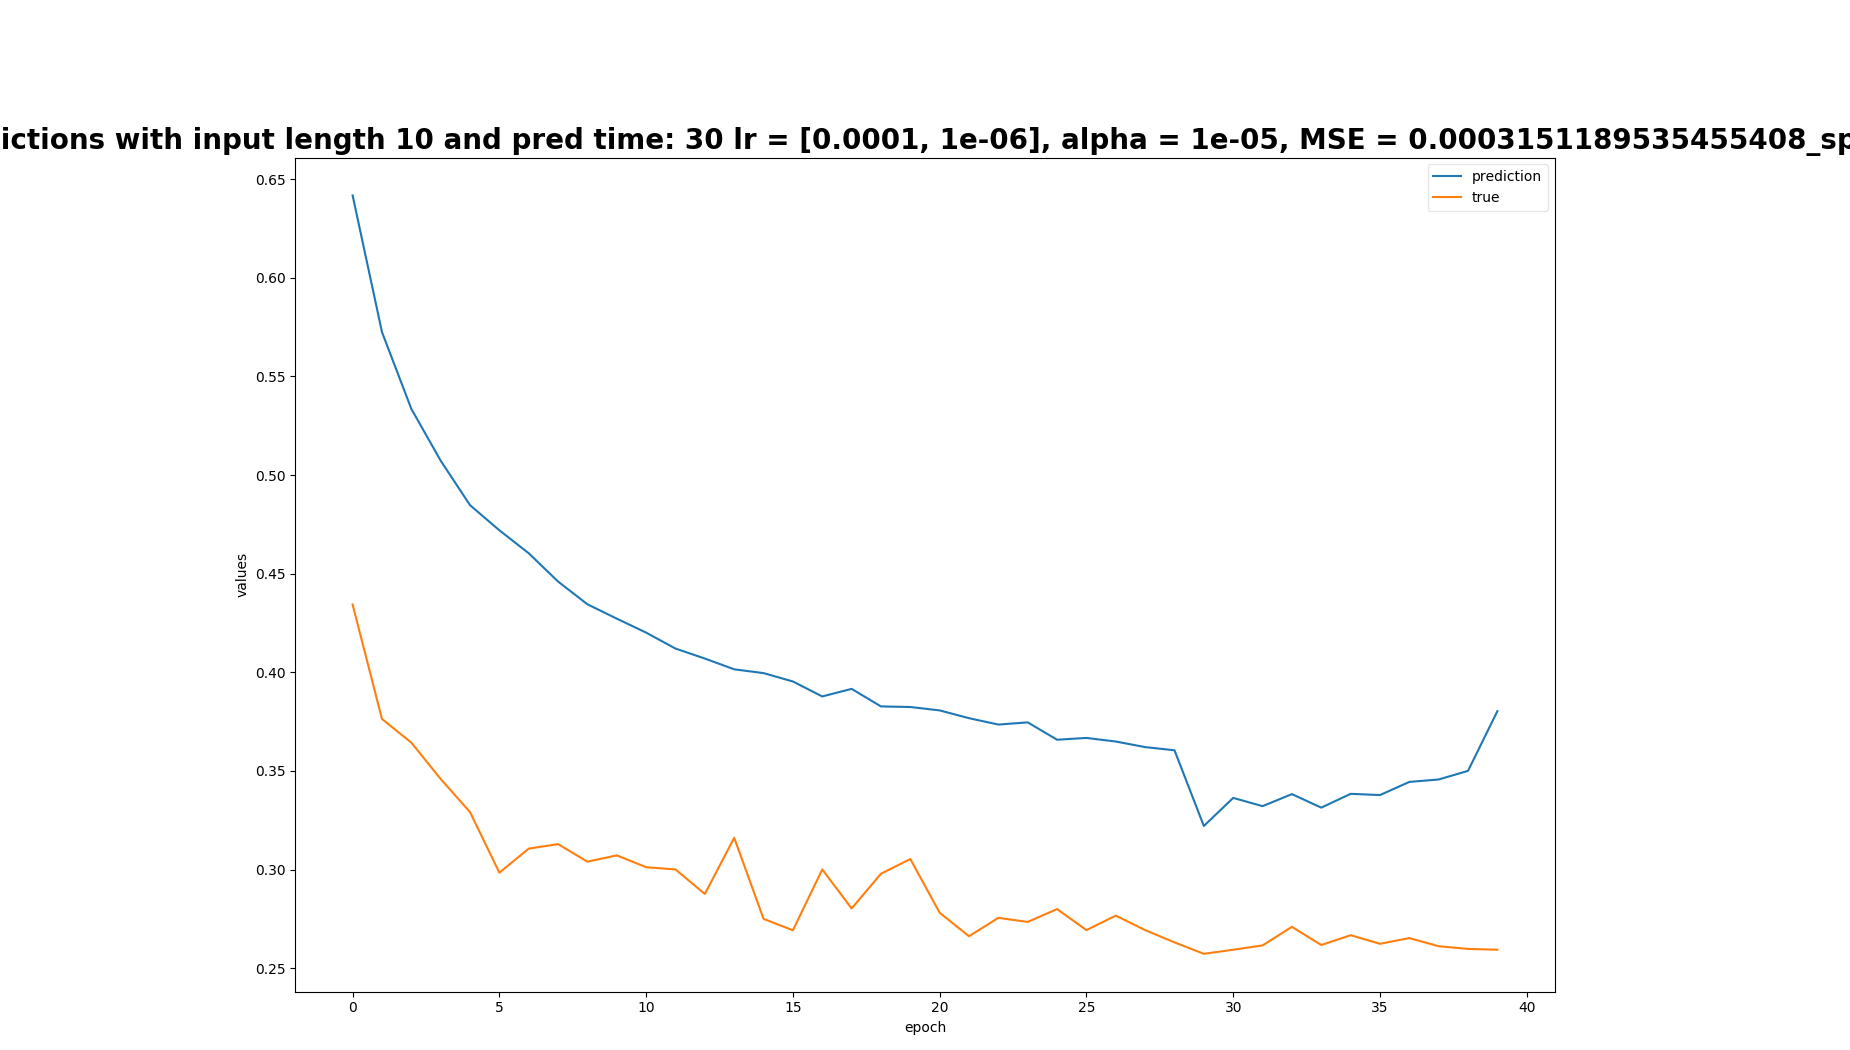 ictions with input length 10 and pred time: 30 lr = [0.0001, 1e-06], alpha = 1e-05, MSE = 0.0003151189535455408_sp
prediction
true
0.65
0.60
0.55
0.50
0.45
0.40
0.35
0.30
0.25
values
0 5 10 15 20 25 30 35 40
epoch